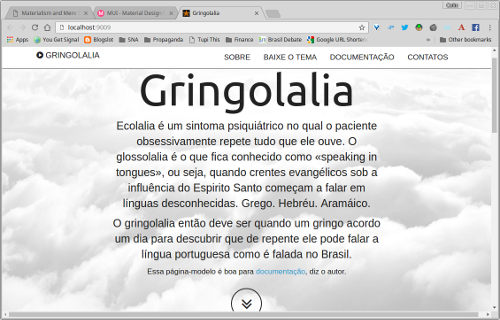 Colin
Materialism and Mem
MUI - Material Design
Gringolalia
localhost:9009
Apps
You Get Signal
Blogslot
SNA
Propaganda
Tupi This
Finance
Brasil Debate
Google URL Shorten
Other bookmarks
GRINGOLALIA
SOBRE
BAIXE O TEMA
DOCUMENTAÇÃO
CONTATOS
Gringolalia
Ecolalia é um sintoma psiquiátrico no qual o paciente
obsessivamente repete tudo que ele ouve. O
glossolalia é o que fica conhecido como «speaking in
tongues», ou seja, quando crentes evangélicos sob a
influência do Espirito Santo começam a falar em
línguas desconhecidas. Grego. Hebréu. Aramáico.
O gringolalia então deve ser quando um gringo acordo
um dia para descubrir que de repente ele pode falar a
língua portuguesa como é falada no Brasil.
Essa página-modelo é boa para documentação, diz o autor.